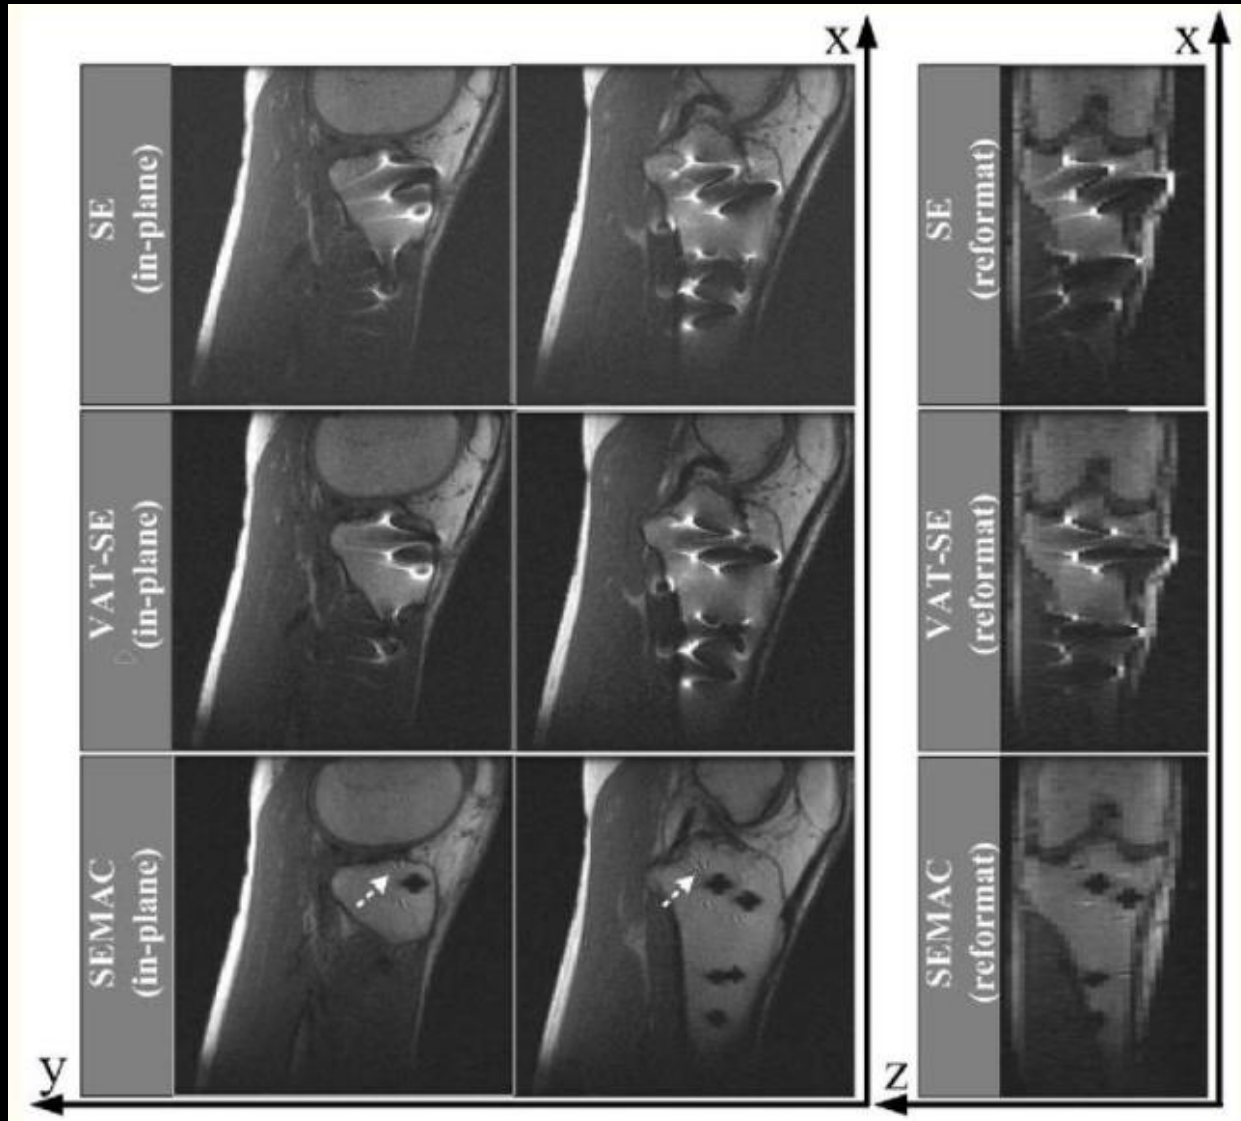 x
x
SE
(in-plane)
SE
(reformat)
VAT-SE
(in-plane)
VAT-SE
(reformat)
SEMAC
(in-plane)
SEMAC
(reformat)
y
z